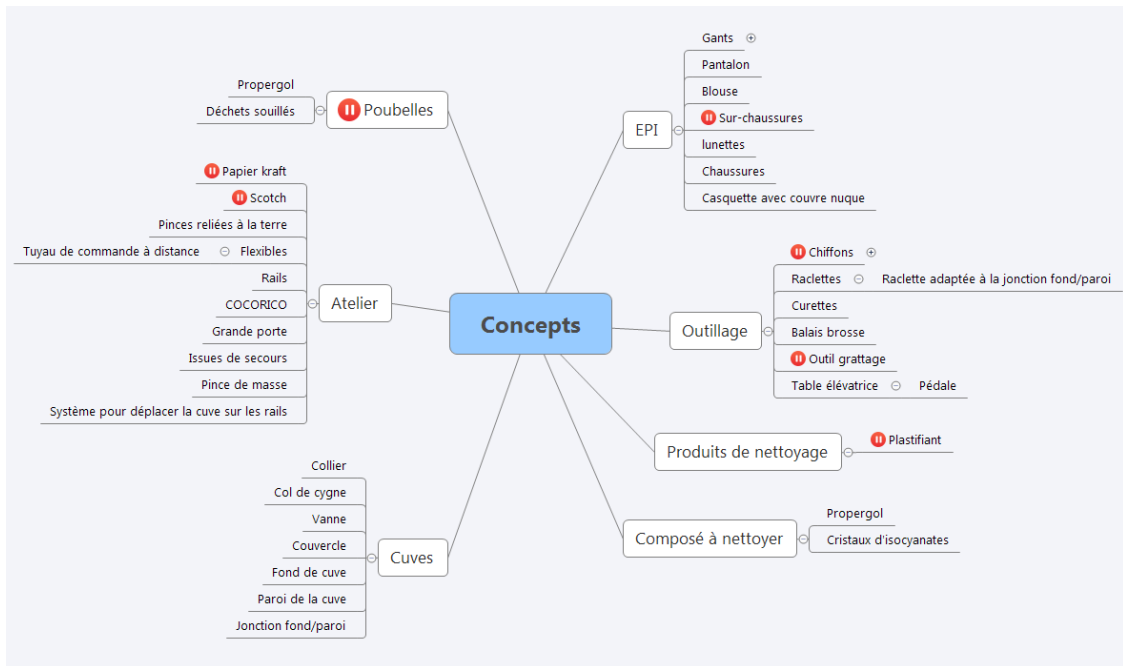 Concepts
Poubelles
Propergol
Déchets souillés
Atelier
Papier kraft
Scotch
Pinces reliées à la terre
Tuyau de commande à distance
Flexibles
Rails
COCORICO
Grande porte
Issues de secours
Pince de masse
Système pour déplacer la cuve sur les rails
Cuves
Collier
Col de cygne
Vanne
Couvercle
Fond de cuve
Paroi de la cuve
Jonction fond/paroi
EPI
Gants
Pantalon
Blouse
Sur-chaussures
lunettes
Chaussures
Casquette avec couvre nuque
Outillage
Chiffons
Raclettes
Raclette adaptée à la jonction fond/paroi
Curettes
Balais brosse
Outil grattage
Table élévatrice
Pédale
Produits de nettoyage
Plastifiant
Composé à nettoyer
Propergol
Cristaux d'isocyanates